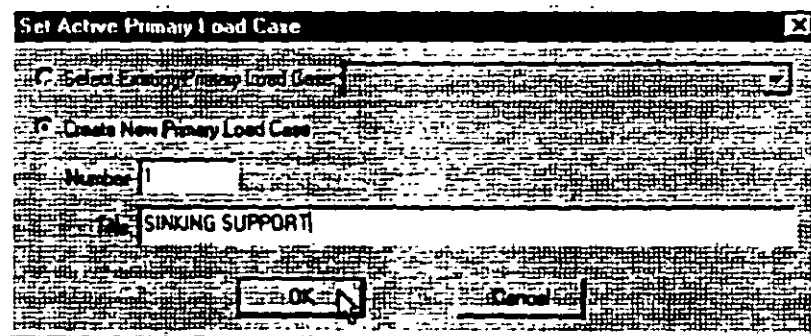 Set Active Primary Load Case
Select Existing Primary Load Case
Create New Primary Load Case
Number 1
Title SINKING SUPPORT
OK Cancel